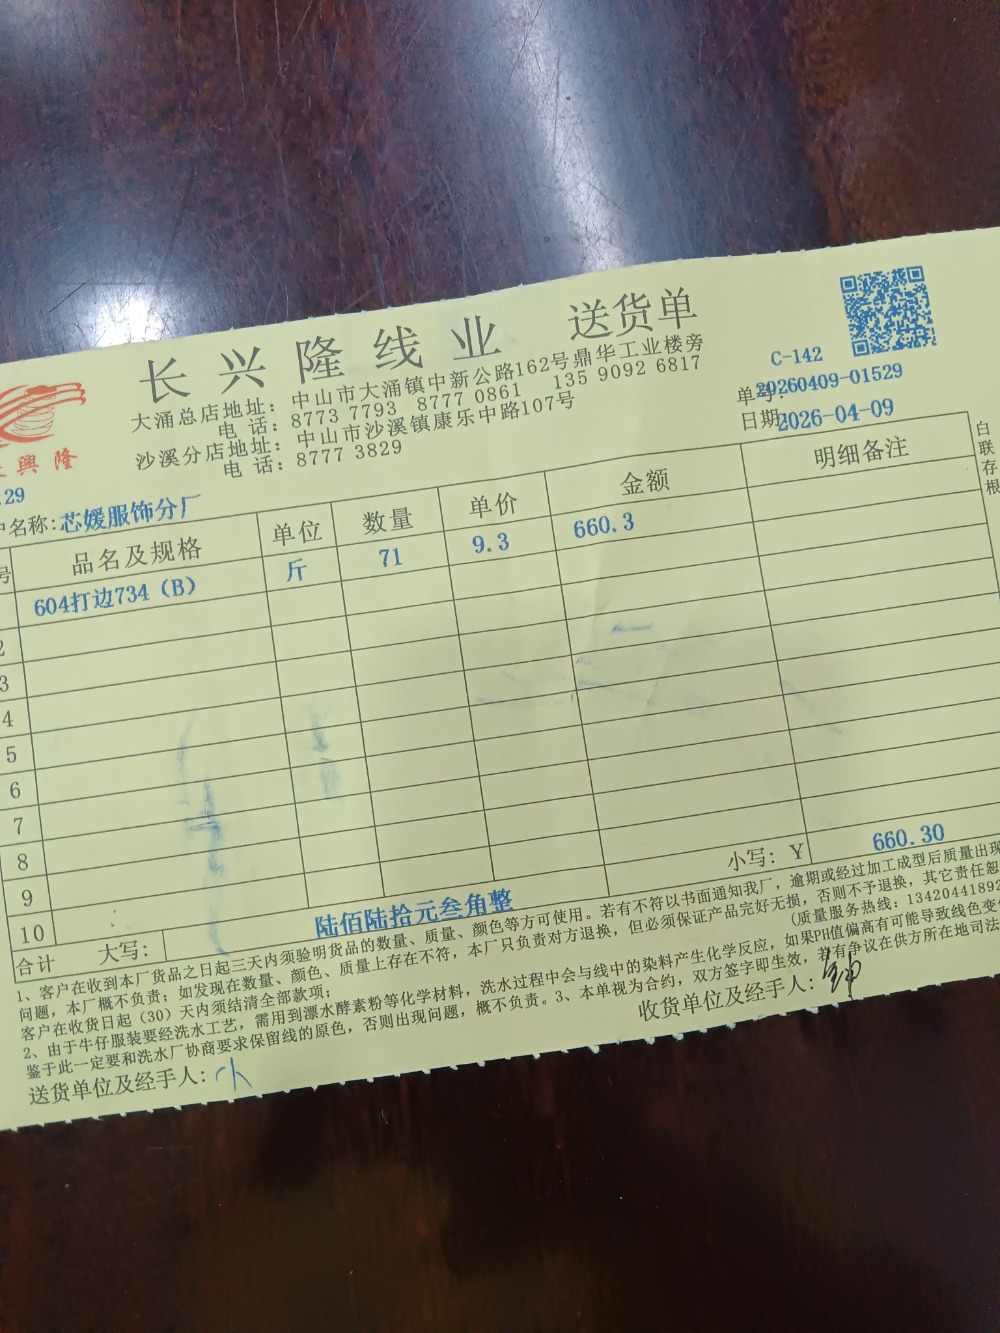 长兴隆线业 送货单
大涌总店地址：中山市大涌镇中新公路162号鼎华工业楼旁
电 话：8773 7793 8777 0861 135 9092 6817
沙溪分店地址：中山市沙溪镇康乐中路107号
电 话：8777 3829
C-142
单号：20260409-01529
日期：2026-04-09
興隆
29
户名称：芯媛服饰分厂
号 品名及规格 单位 数量 单价 金额 明细备注
604打边734（B） 斤 71 9.3 660.3
2
3
4
5
6
7
8
9
10
白联存根
合计 大写： 陆佰陆拾元叁角整 小写：Y 660.30
1、客户在收到本厂货品之日起三天内须验明货品的数量、质量、颜色等方可使用。若有不符以书面通知我厂，逾期或经过加工成型后质量出现
问题，本厂概不负责；如发现在数量、颜色、质量上存在不符，本厂只负责对方退换，但必须保证产品完好无损，否则不予退换，其它责任恕
客户在收货日起（30）天内须结清全部款项； （质量服务热线：13420441892
2、由于牛仔服装要经洗水工艺，需用到漂水酵素粉等化学材料，洗水过程中会与线中的染料产生化学反应，如果PH值偏高有可能导致线色变
鉴于此一定要和洗水厂协商要求保留线的原色，否则出现问题，概不负责。3、本单视为合约，双方签字即生效，若有争议在供方所在地司法
送货单位及经手人：
收货单位及经手人：